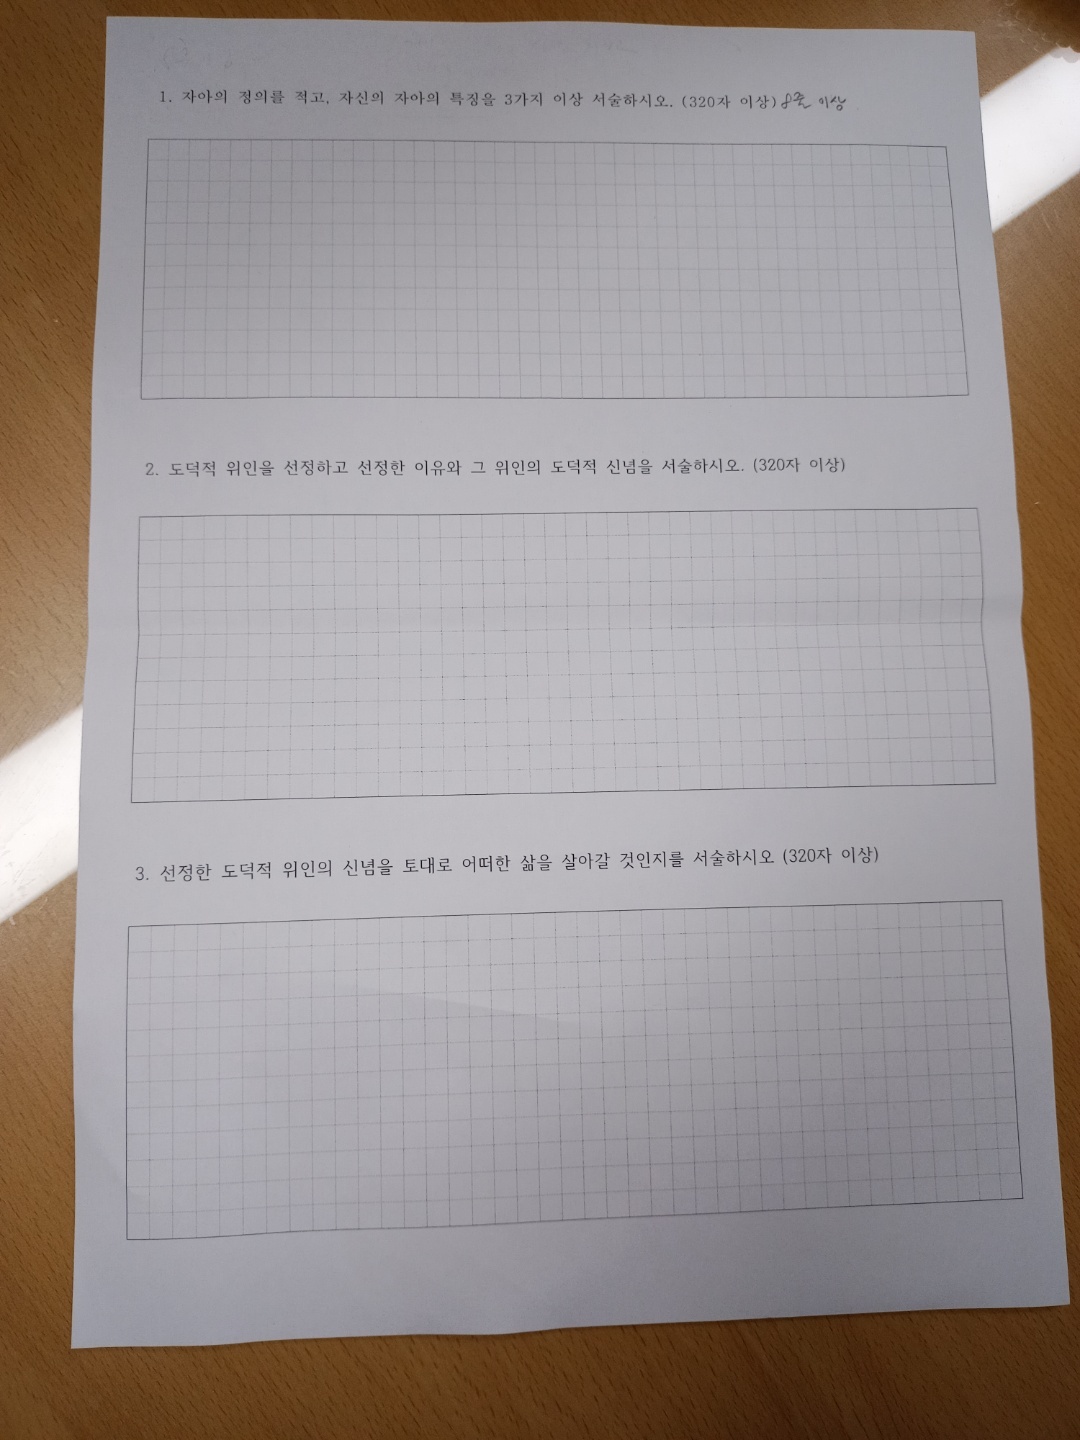 1. 자아의 정의를 적고, 자신의 자아의 특징을 3가지 이상 서술하시오. (320자 이상) 8줄 이상
2. 도덕적 위인을 선정하고 선정한 이유와 그 위인의 도덕적 신념을 서술하시오. (320자 이상)
3. 선정한 도덕적 위인의 신념을 토대로 어떠한 삶을 살아갈 것인지를 서술하시오 (320자 이상)